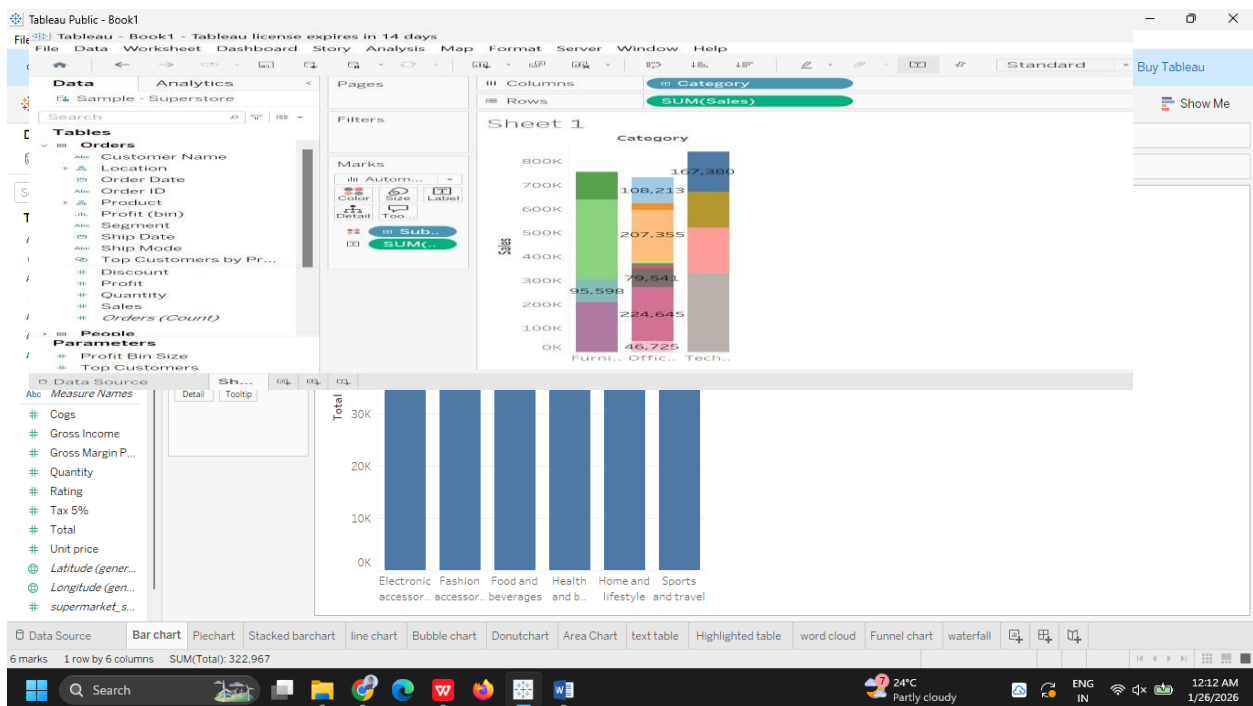 Tableau Public - Book1
File
Tableau - Book1 - Tableau license expires in 14 days
File Data Worksheet Dashboard Story Analysis Map Format Server Window Help
Standard
Buy Tableau
Show Me
Data Analytics
Sample - Superstore
Search
Tables
Orders
Abc Customer Name
Location
Order Date
Abc Order ID
Product
Profit (bin)
Abc Segment
Ship Date
Abc Ship Mode
Top Customers by Pr...
Discount
Profit
Quantity
Sales
Orders (Count)
People
Parameters
Profit Bin Size
Top Customers
Data Source Sh...
Pages
Filters
Marks
Autom...
Color Size Label
Detail Too...
Sub..
SUM(..
Columns Category
Rows SUM(Sales)
Sheet 1
Category
Sales
800K
700K
600K
500K
400K
300K
200K
100K
0K
167,380
108,213
207,355
79,541
95,598
224,645
46,725
Furni.. Offic.. Tech..
Abc Measure Names
# Cogs
# Gross Income
# Gross Margin P...
# Quantity
# Rating
# Tax 5%
# Total
# Unit price
Latitude (gener...
Longitude (gen...
# supermarket_s...
Detail Tooltip
Total
30K
20K
10K
0K
Electronic accessor..
Fashion accessor..
Food and beverages
Health and b..
Home and lifestyle
Sports and travel
Data Source Bar chart Piechart Stacked barchart line chart Bubble chart Donutchart Area Chart text table Highlighted table word cloud Funnel chart waterfall
6 marks 1 row by 6 columns SUM(Total): 322,967
Search
7
24°C
Partly cloudy
ENG
IN
12:12 AM
1/26/2026